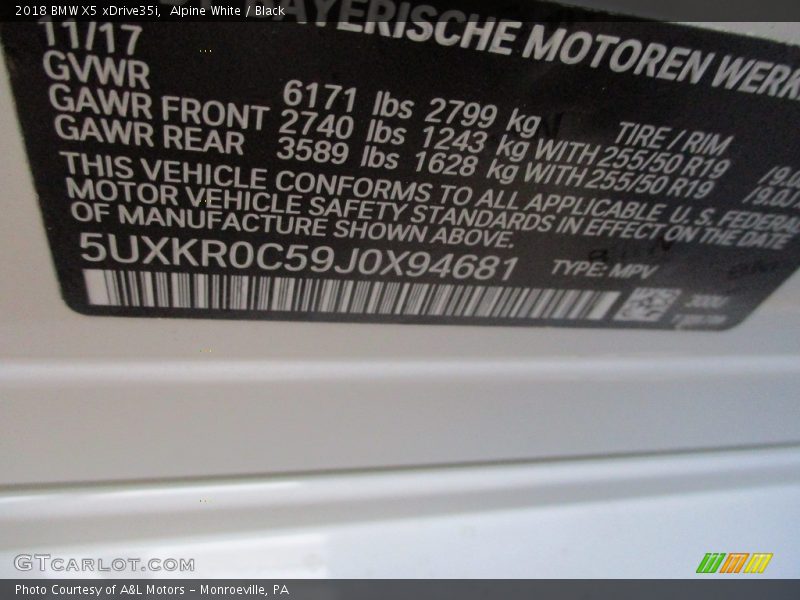 2018 BMW X5 xDrive35i, Alpine White / Black
AYERISCHE MOTOREN WERK
11/17
GVWR 6171 lbs 2799 kg TIRE / RIM
GAWR FRONT 2740 lbs 1243 kg WITH 255/50 R19
GAWR REAR 3589 lbs 1628 kg WITH 255/50 R19
THIS VEHICLE CONFORMS TO ALL APPLICABLE U. S. FEDERAL
MOTOR VEHICLE SAFETY STANDARDS IN EFFECT ON THE DATE
OF MANUFACTURE SHOWN ABOVE.
5UXKR0C59J0X94681 TYPE: MPV
GTCARLOT.COM
Photo Courtesy of A&L Motors – Monroeville, PA